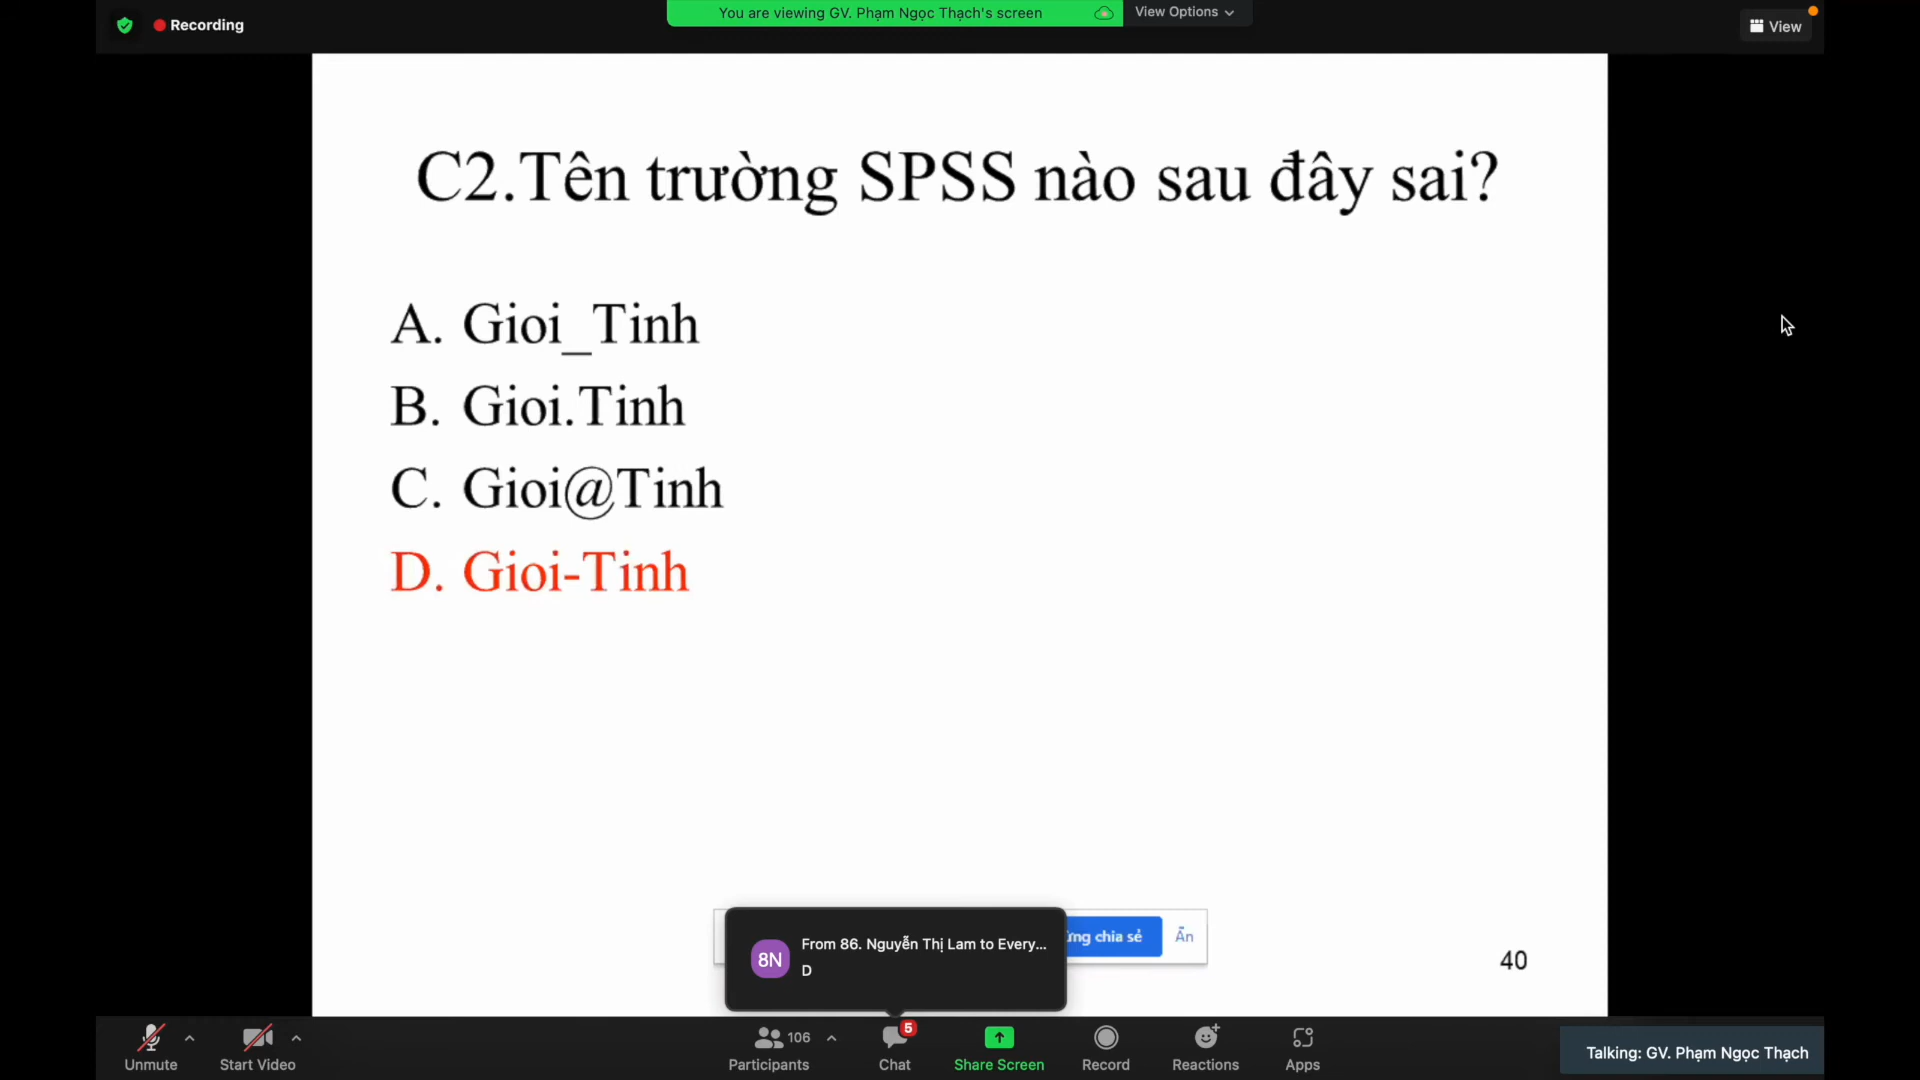 Recording
You are viewing GV. Phạm Ngọc Thạch's screen
View Options
View
C2.Tên trường SPSS nào sau đây sai?
A. Gioi_Tinh
B. Gioi.Tinh
C. Gioi@Tinh
D. Gioi-Tinh
8N
From 86. Nguyễn Thị Lam to Every...
D
chia sẻ
Ẩn
40
Unmute
Start Video
106
Participants
5
Chat
Share Screen
Record
Reactions
Apps
Talking: GV. Phạm Ngọc Thạch